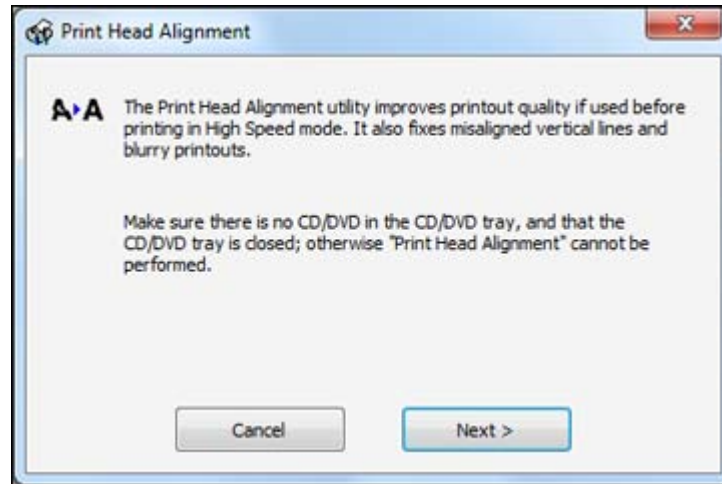 Print Head Alignment
A▸A
The Print Head Alignment utility improves printout quality if used before
printing in High Speed mode. It also fixes misaligned vertical lines and
blurry printouts.
Make sure there is no CD/DVD in the CD/DVD tray, and that the
CD/DVD tray is closed; otherwise "Print Head Alignment" cannot be
performed.
Cancel
Next >